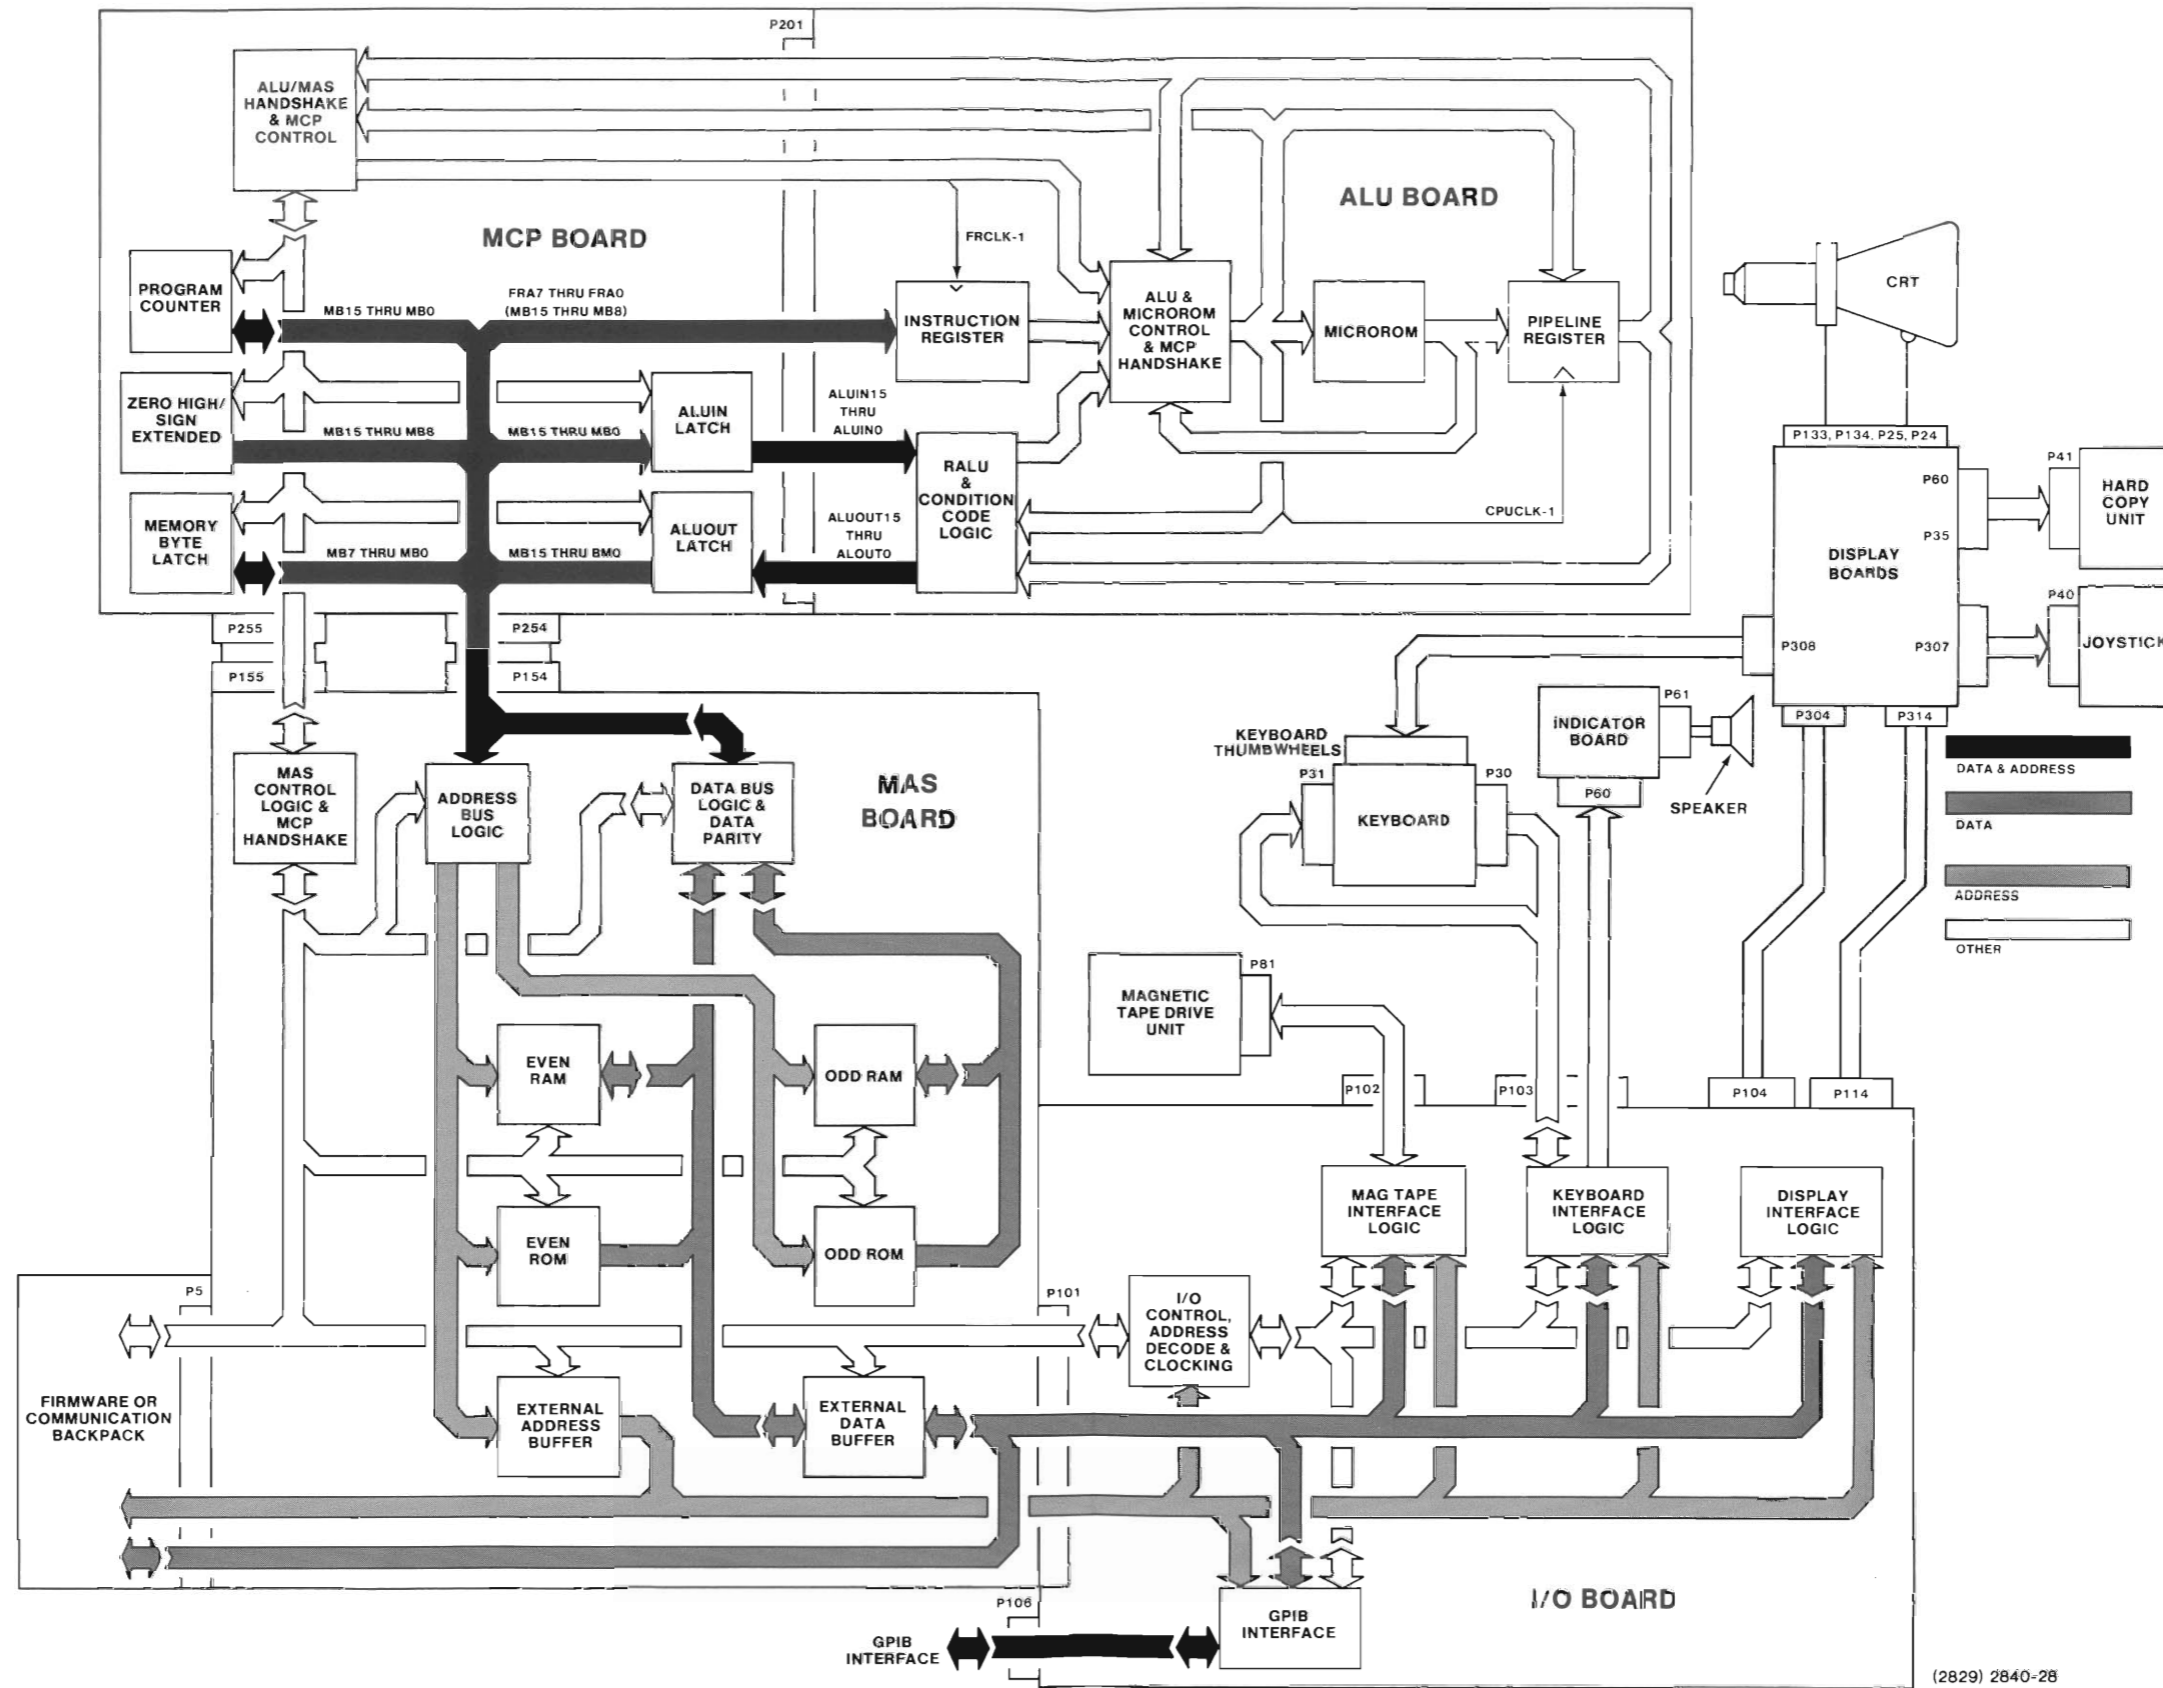 P201
ALU/MAS
HANDSHAKE
& MCP
CONTROL
MCP BOARD
ALU BOARD
FRCLK-1
PROGRAM
COUNTER
MB15 THRU MB0
FRA7 THRU FRA0
(MB15 THRU MB8)
INSTRUCTION
REGISTER
ALU &
MICROROM
CONTROL
& MCP
HANDSHAKE
MICROROM
PIPELINE
REGISTER
CRT
ZERO HIGH/
SIGN
EXTENDED
MB15 THRU MB8
MB15 THRU MB0
ALUIN
LATCH
ALUIN15
THRU
ALUIN0
RALU
&
CONDITION
CODE
LOGIC
MEMORY
BYTE
LATCH
MB7 THRU MB0
MB15 THRU BM0
ALUOUT
LATCH
ALUOUT15
THRU
ALOUT0
CPUCLK-1
P133, P134, P25, P24
P60
P35
DISPLAY
BOARDS
P308
P307
P304
P314
P41
HARD
COPY
UNIT
P40
JOYSTICK
P255
P254
P155
P154
MAS
CONTROL
LOGIC &
MCP
HANDSHAKE
ADDRESS
BUS
LOGIC
DATA BUS
LOGIC &
DATA
PARITY
MAS
BOARD
KEYBOARD
THUMBWHEELS
P31
P30
KEYBOARD
INDICATOR
BOARD
P61
P60
SPEAKER
DATA & ADDRESS
DATA
ADDRESS
OTHER
MAGNETIC
TAPE DRIVE
UNIT
P81
EVEN
RAM
ODD RAM
EVEN
ROM
ODD ROM
P102
P103
P104
P114
MAG TAPE
INTERFACE
LOGIC
KEYBOARD
INTERFACE
LOGIC
DISPLAY
INTERFACE
LOGIC
P5
P101
I/O
CONTROL,
ADDRESS
DECODE &
CLOCKING
FIRMWARE OR
COMMUNICATION
BACKPACK
EXTERNAL
ADDRESS
BUFFER
EXTERNAL
DATA
BUFFER
P106
GPIB
INTERFACE
GPIB
INTERFACE
I/O BOARD
(2829) 2840-28